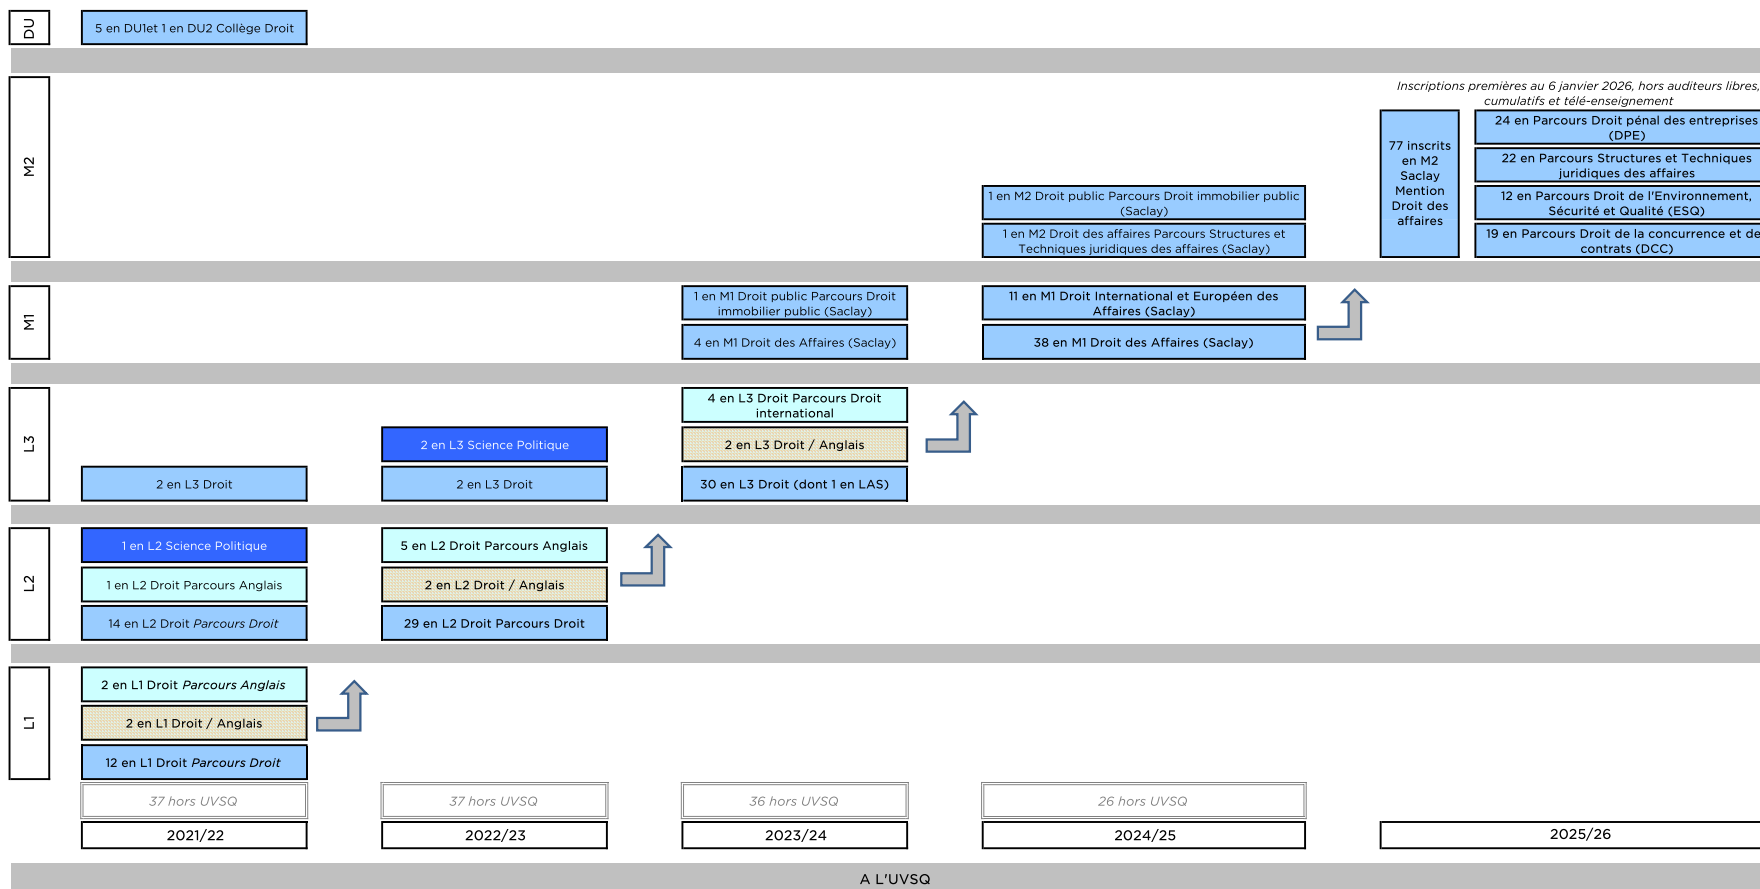 DU
5 en DU1et 1 en DU2 Collège Droit
M2
Inscriptions premières au 6 janvier 2026, hors auditeurs libres,
cumulatifs et télé-enseignement
77 inscrits
en M2
Saclay
Mention
Droit des
affaires
24 en Parcours Droit pénal des entreprises
(DPE)
22 en Parcours Structures et Techniques
juridiques des affaires
12 en Parcours Droit de l'Environnement,
Sécurité et Qualité (ESQ)
19 en Parcours Droit de la concurrence et de
contrats (DCC)
1 en M2 Droit public Parcours Droit immobilier public
(Saclay)
1 en M2 Droit des affaires Parcours Structures et
Techniques juridiques des affaires (Saclay)
M1
1 en M1 Droit public Parcours Droit
immobilier public (Saclay)
4 en M1 Droit des Affaires (Saclay)
11 en M1 Droit International et Européen des
Affaires (Saclay)
38 en M1 Droit des Affaires (Saclay)
L3
4 en L3 Droit Parcours Droit
international
2 en L3 Science Politique
2 en L3 Droit / Anglais
2 en L3 Droit
2 en L3 Droit
30 en L3 Droit (dont 1 en LAS)
L2
1 en L2 Science Politique
5 en L2 Droit Parcours Anglais
1 en L2 Droit Parcours Anglais
2 en L2 Droit / Anglais
14 en L2 Droit Parcours Droit
29 en L2 Droit Parcours Droit
L1
2 en L1 Droit Parcours Anglais
2 en L1 Droit / Anglais
12 en L1 Droit Parcours Droit
37 hors UVSQ
37 hors UVSQ
36 hors UVSQ
26 hors UVSQ
2021/22
2022/23
2023/24
2024/25
2025/26
A L'UVSQ